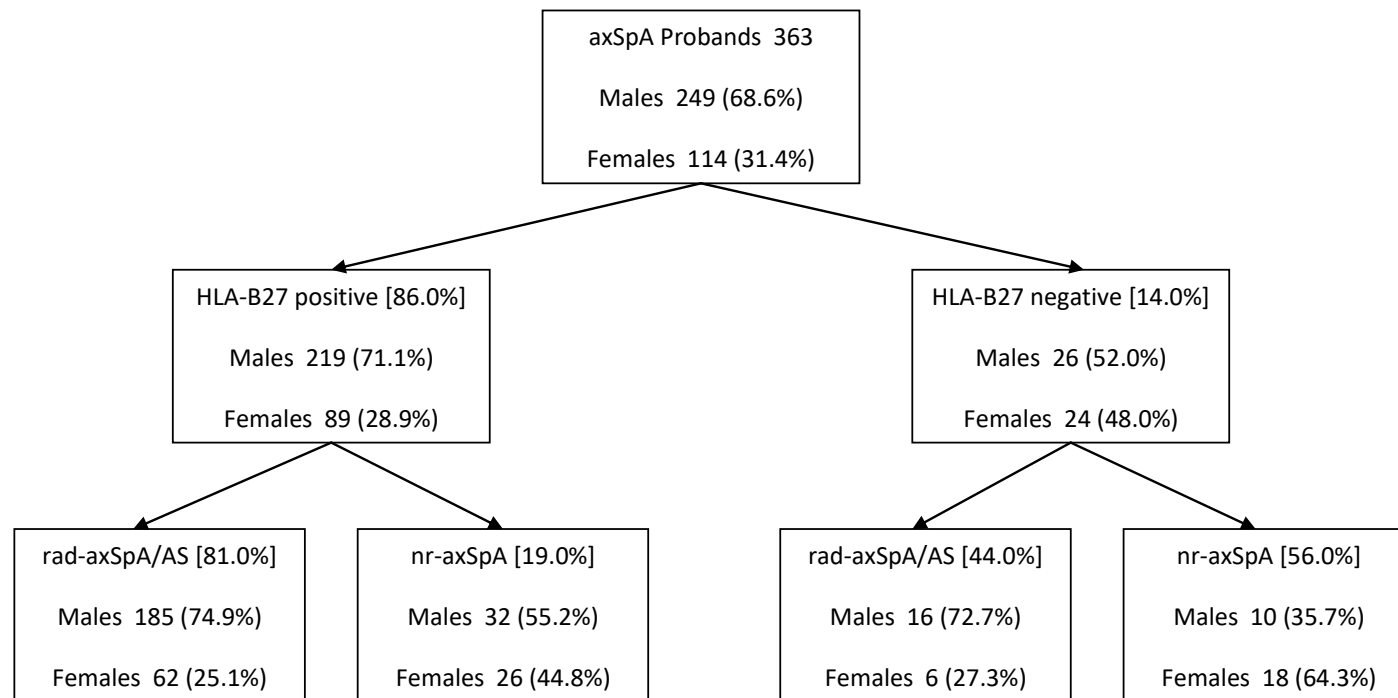 axSpA Probands 363
Males 249 (68.6%)
Females 114 (31.4%)
HLA-B27 positive [86.0%]
Males 219 (71.1%)
Females 89 (28.9%)
HLA-B27 negative [14.0%]
Males 26 (52.0%)
Females 24 (48.0%)
rad-axSpA/AS [81.0%]
Males 185 (74.9%)
Females 62 (25.1%)
nr-axSpA [19.0%]
Males 32 (55.2%)
Females 26 (44.8%)
rad-axSpA/AS [44.0%]
Males 16 (72.7%)
Females 6 (27.3%)
nr-axSpA [56.0%]
Males 10 (35.7%)
Females 18 (64.3%)